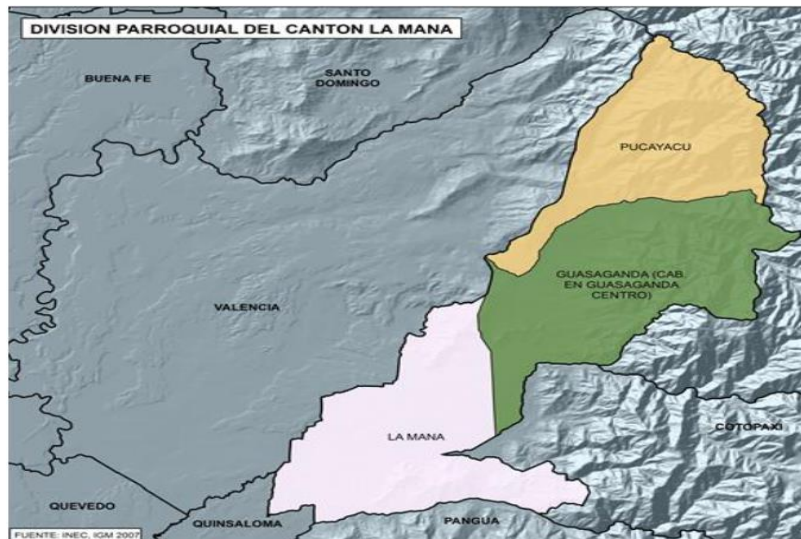 DIVISION PARROQUIAL DEL CANTON LA MANA
BUENA FE
SANTO
DOMINGO
PUCAYACU
GUASAGANDA (CAB.
EN GUASAGANDA
CENTRO)
VALENCIA
LA MANA
COTOPAXI
QUEVEDO
QUINSALOMA
PANGUA
FUENTE: INEC, IGM 2007